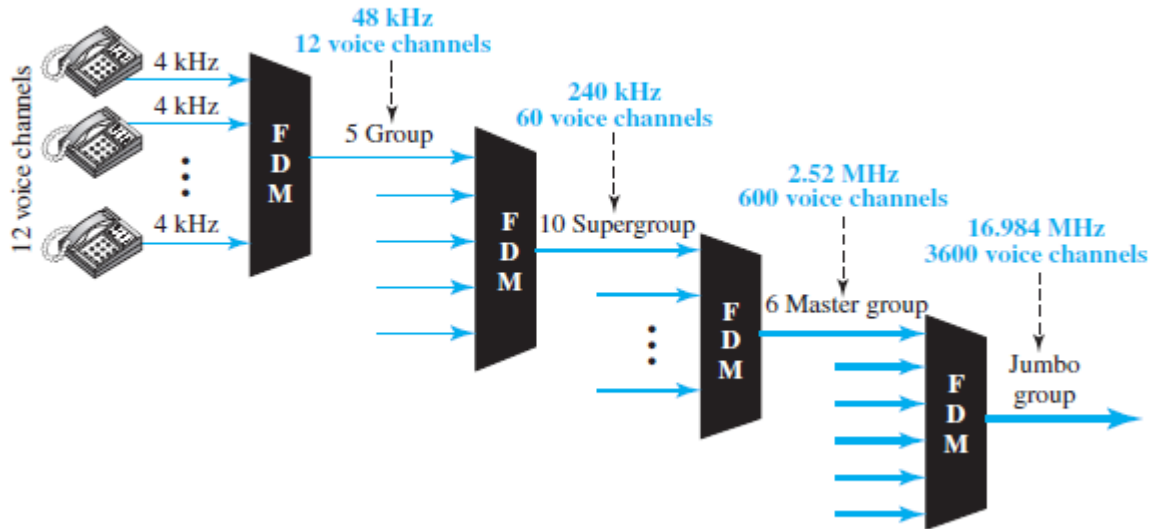 12 voice channels
4 kHz
4 kHz
4 kHz
F
D
M
48 kHz
12 voice channels
5 Group
F
D
M
240 kHz
60 voice channels
10 Supergroup
F
D
M
2.52 MHz
600 voice channels
6 Master group
F
D
M
16.984 MHz
3600 voice channels
Jumbo
group